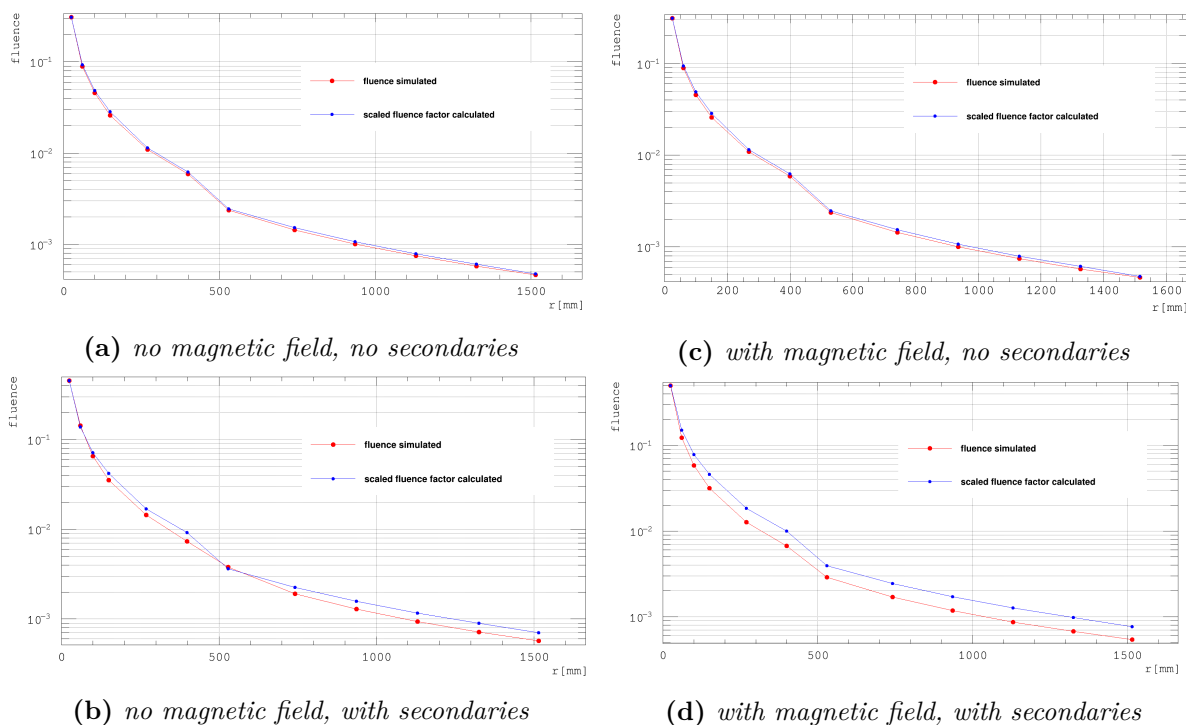 fluence
10⁻¹
10⁻²
10⁻³
fluence simulated
scaled fluence factor calculated
0 500 1000 1500
r [mm]
(a) no magnetic field, no secondaries
fluence
10⁻¹
10⁻²
10⁻³
fluence simulated
scaled fluence factor calculated
0 200 400 600 800 1000 1200 1400 1600
r [mm]
(c) with magnetic field, no secondaries
fluence
10⁻¹
10⁻²
10⁻³
fluence simulated
scaled fluence factor calculated
0 500 1000 1500
r [mm]
(b) no magnetic field, with secondaries
fluence
10⁻¹
10⁻²
10⁻³
fluence simulated
scaled fluence factor calculated
0 500 1000 1500
r [mm]
(d) with magnetic field, with secondaries